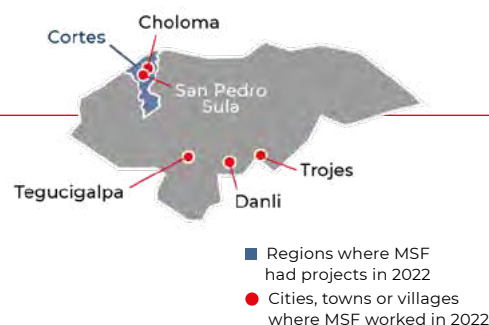 Choloma
Cortes
San Pedro
Sula
Trojes
Tegucigalpa
Danli
Regions where MSF
had projects in 2022
Cities, towns or villages
where MSF worked in 2022